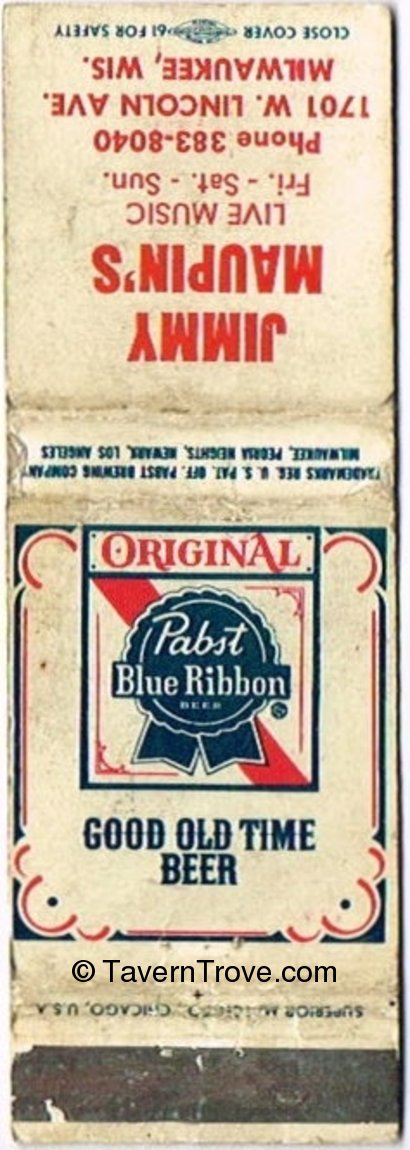 CLOSE COVER 19 FOR SAFETY
JIMMY
MAUPIN'S
LIVE MUSIC
Fri. - Sat. - Sun.
Phone 383-8040
1701 W. LINCOLN AVE.
MILWAUKEE, WIS.
TRADEMARKS REG. U. S. PAT. OFF. PABST BREWING COMPANY
MILWAUKEE, PEORIA HEIGHTS, NEWARK, LOS ANGELES
ORIGINAL
Pabst
Blue Ribbon
BEER
®
GOOD OLD TIME
BEER
© TavernTrove.com
SUPERIOR CHICAGO, U.S.A.